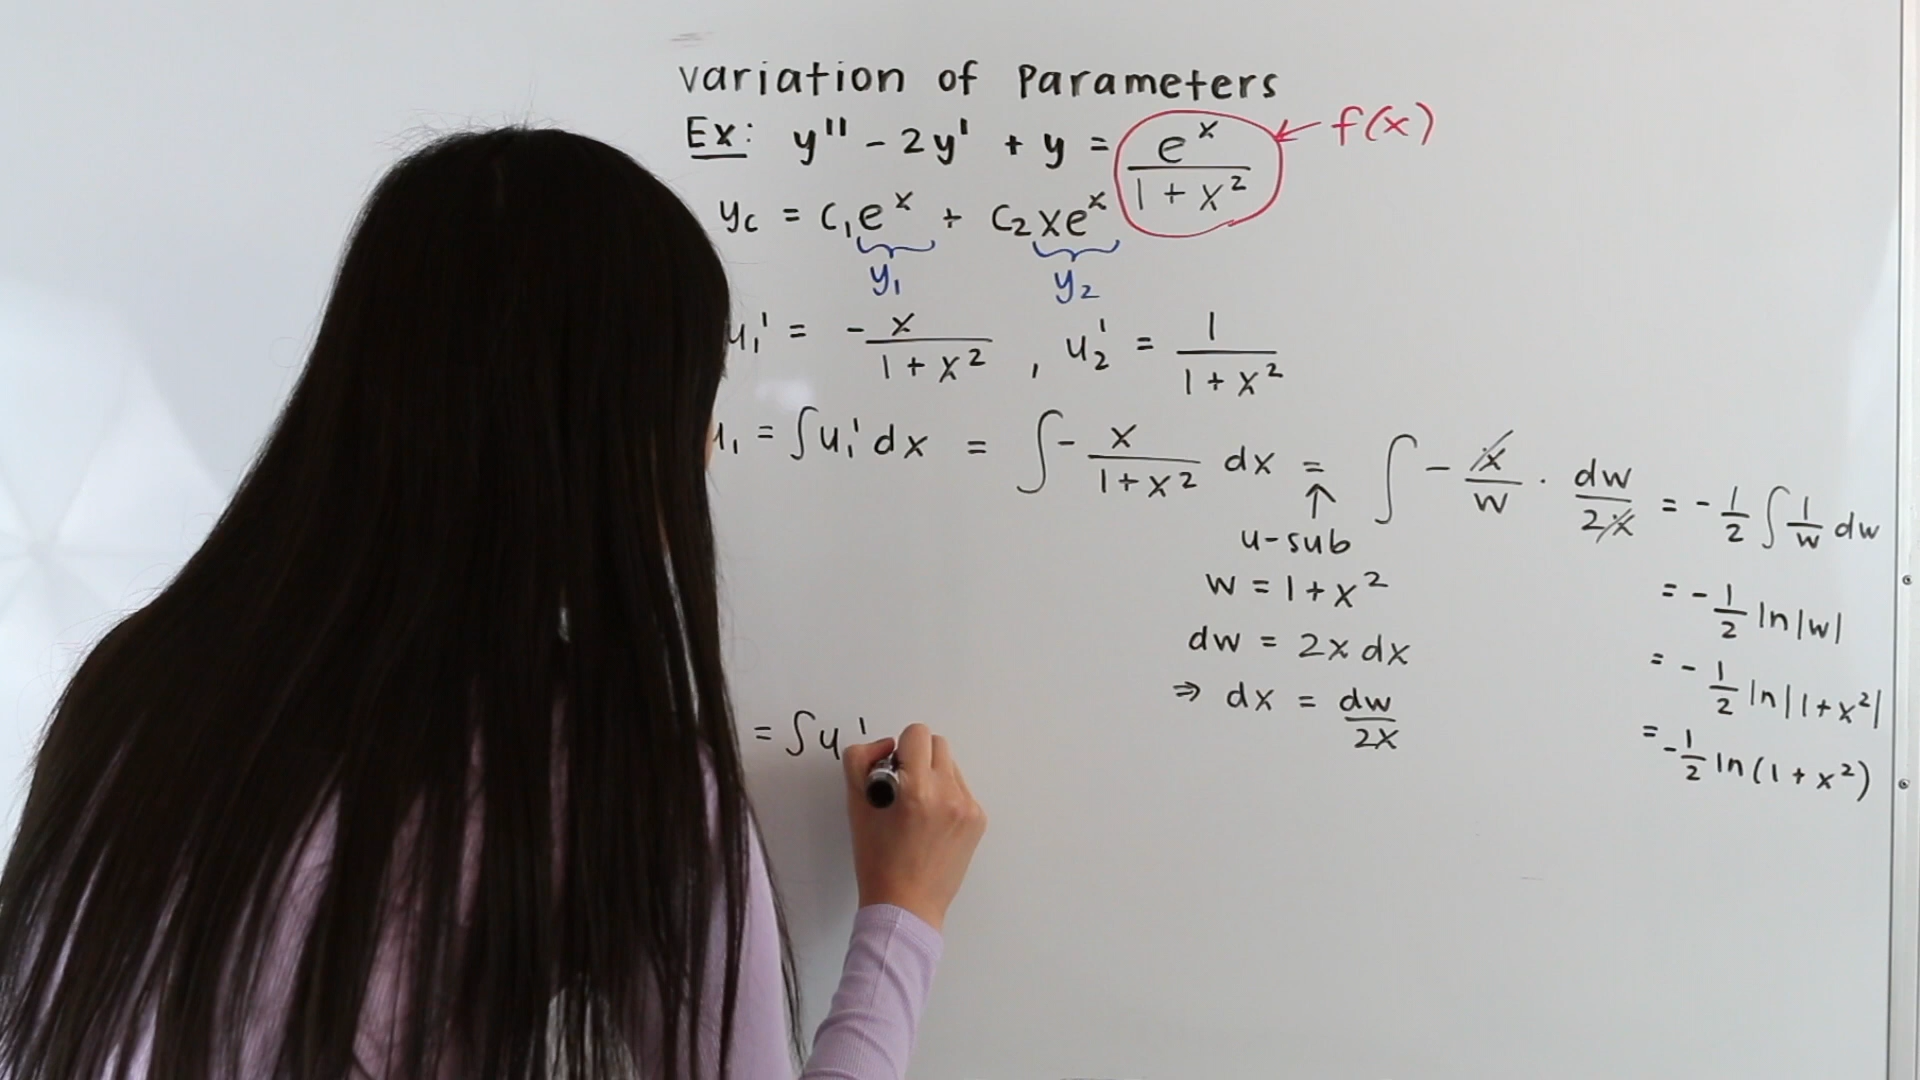 Variation of Parameters
Ex: y'' - 2y' + y = e^x / (1 + x^2) ← f(x)
y_c = c_1 e^x + c_2 x e^x
y_1 y_2
u_1' = - x / (1 + x^2) , u_2' = 1 / (1 + x^2)
u_1 = ∫ u_1' dx = ∫ - x / (1 + x^2) dx = ∫ - x / w · dw / 2x = - 1/2 ∫ 1/w dw
↑
u-sub
w = 1 + x^2
= - 1/2 ln|w|
dw = 2x dx
= - 1/2 ln|1 + x^2|
⇒ dx = dw / 2x
= - 1/2 ln(1 + x^2)
= ∫ u '